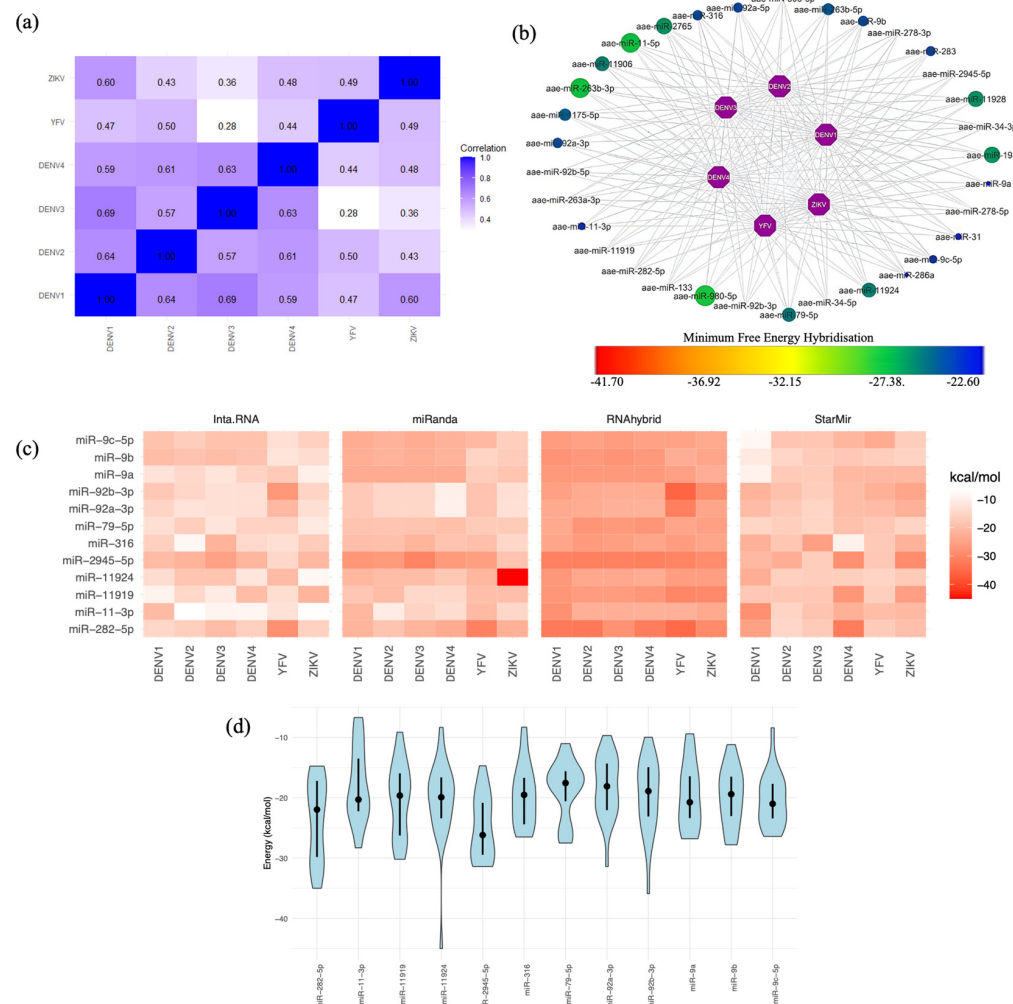 (a)
ZIKV 0.60 0.43 0.36 0.48 0.49 1.00
YFV 0.47 0.50 0.28 0.44 1.00 0.49
DENV4 0.59 0.61 0.63 1.00 0.44 0.48
DENV3 0.69 0.57 1.00 0.63 0.28 0.36
DENV2 0.64 1.00 0.57 0.61 0.50 0.43
DENV1 1.00 0.64 0.69 0.59 0.47 0.60
DENV1 DENV2 DENV3 DENV4 YFV ZIKV
Correlation
1.0
0.8
0.6
0.4
(b)
aae-miR-316
aae-miR-92a-5p
aae-miR-263b-5p
aae-miR-9b
aae-miR-2765
aae-miR-278-3p
aae-miR-11-5p
aae-miR-283
aae-miR-11906
aae-miR-2945-5p
aae-miR-263b-3p
aae-miR-11928
aae-miR-1175-5p
aae-miR-34-3
aae-miR-92a-3p
aae-miR-19
aae-miR-92b-5p
aae-miR-9a
aae-miR-263a-3p
aae-miR-278-5p
aae-miR-11-3p
aae-miR-31
aae-miR-11919
aae-miR-9c-5p
aae-miR-282-5p
aae-miR-286a
aae-miR-133
aae-miR-11924
aae-miR-980-5p
aae-miR-34-5p
aae-miR-92b-3p
aae-miR-79-5p
DENV2
DENV3
DENV1
DENV4
ZIKV
YFV
Minimum Free Energy Hybridisation
-41.70 -36.92 -32.15 -27.38. -22.60
(c)
Inta.RNA miRanda RNAhybrid StarMir
miR-9c-5p
miR-9b
miR-9a
miR-92b-3p
miR-92a-3p
miR-79-5p
miR-316
miR-2945-5p
miR-11924
miR-11919
miR-11-3p
miR-282-5p
DENV1 DENV2 DENV3 DENV4 YFV ZIKV DENV1 DENV2 DENV3 DENV4 YFV ZIKV DENV1 DENV2 DENV3 DENV4 YFV ZIKV DENV1 DENV2 DENV3 DENV4 YFV ZIKV
kcal/mol
-10
-20
-30
-40
(d)
Energy (kcal/mol)
-10
-20
-30
-40
miR-282-5p miR-11-3p miR-11919 miR-11924 miR-2945-5p miR-316 miR-79-5p miR-92a-3p miR-92b-3p miR-9a miR-9b miR-9c-5p